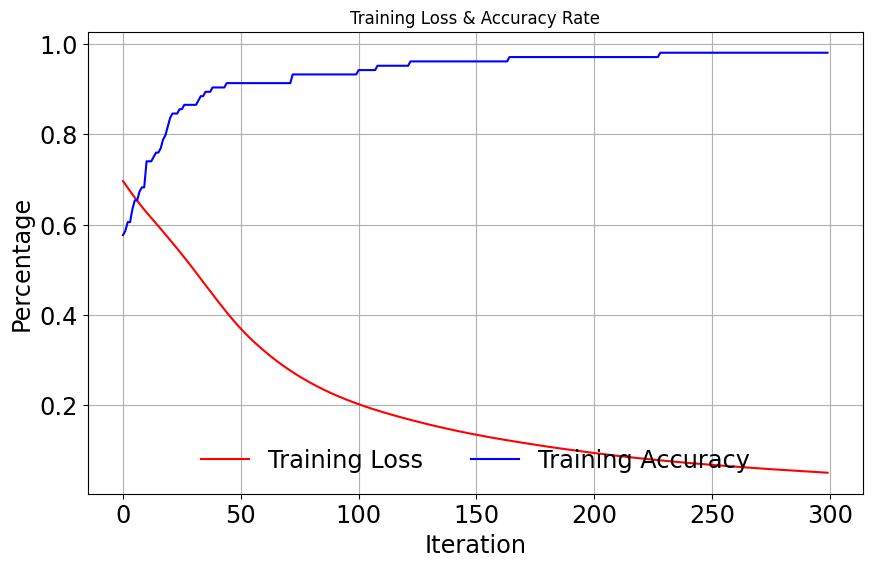 Training Loss & Accuracy Rate
Percentage
1.0
0.8
0.6
0.4
0.2
Training Loss Training Accuracy
0 50 100 150 200 250 300
Iteration